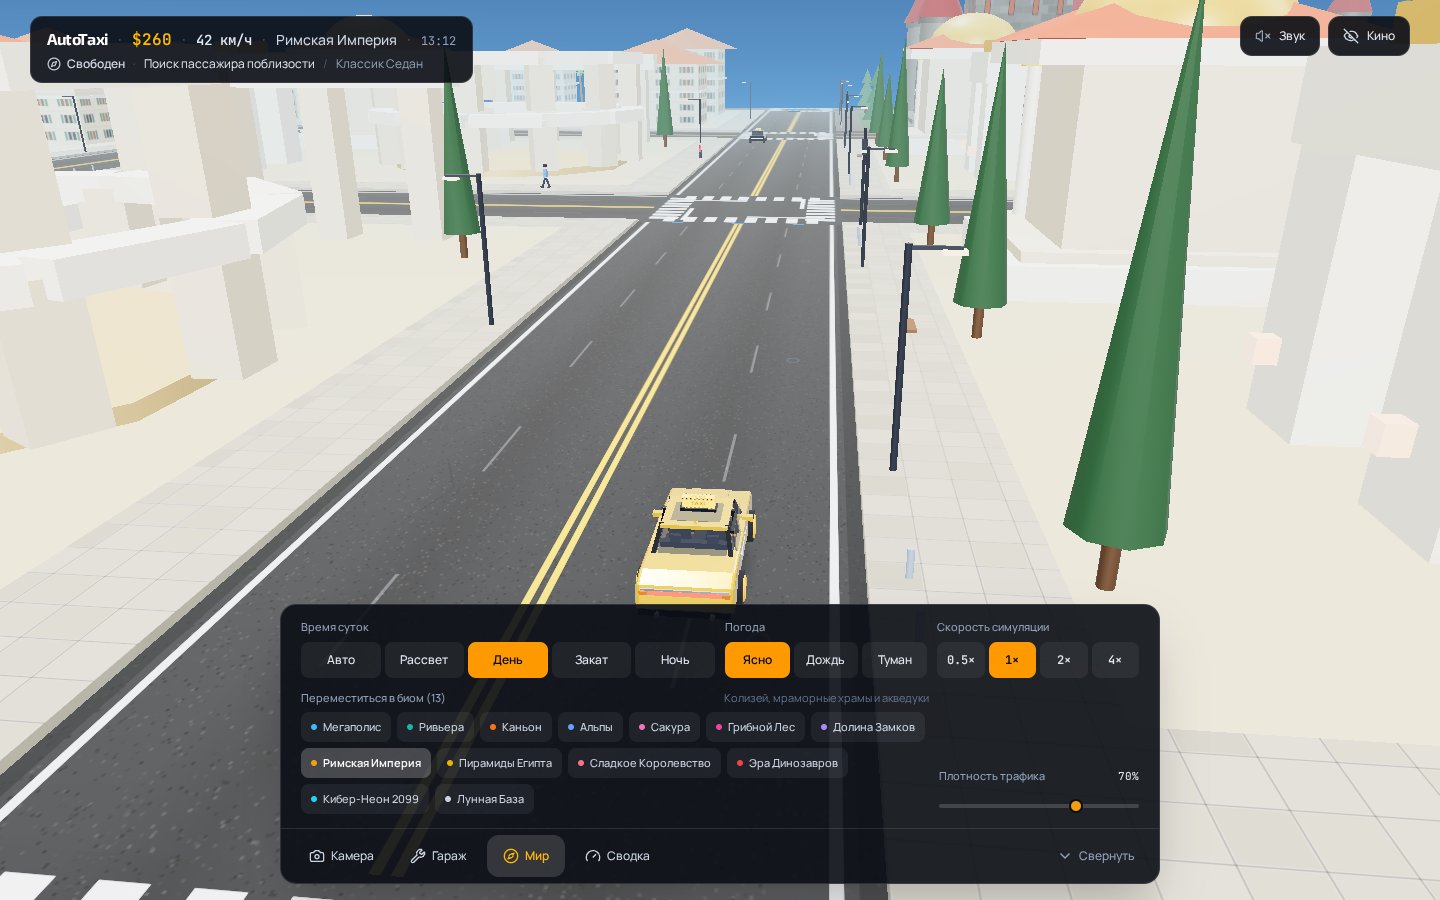 AutoTaxi · $260 · 42 км/ч · Римская Империя · 13:12
Свободен · Поиск пассажира поблизости / Классик Седан
Звук
Кино
TAXI
Время суток
Погода
Скорость симуляции
Авто
Рассвет
День
Закат
Ночь
Ясно
Дождь
Туман
0.5×
1×
2×
4×
Переместиться в биом (13)
Колизей, мраморные храмы и акведуки
Мегаполис
Ривьера
Каньон
Альпы
Сакура
Грибной Лес
Долина Замков
Римская Империя
Пирамиды Египта
Сладкое Королевство
Эра Динозавров
Плотность трафика
70%
Кибер-Неон 2099
Лунная База
Камера
Гараж
Мир
Сводка
Свернуть